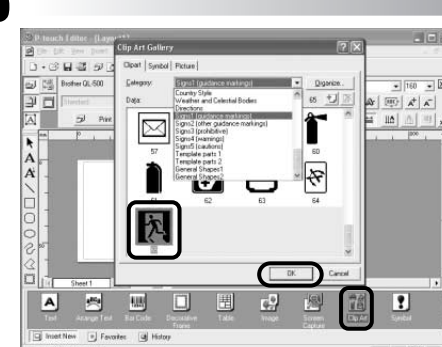 P-touch Editor - [Layout
File Edit View Insert
Clip Art Gallery
Clipart Symbol Picture
Category:
Signs1 (guidance markings)
Organize...
Brother QL-500
Standard
Data:
Country Style
Weather and Celestial Bodies
Directions
Signs1 (guidance markings)
Signs2 (other guidance markings)
Signs3 (prohibitive)
Signs4 (warnings)
Signs5 (cautions)
Template parts 1
Template parts 2
General Shapes1
General Shapes2
65
160
57
60
62
63
64
OK
Cancel
Sheet 1
Text
Arrange Text
Bar Code
Decorative Frame
Table
Image
Screen Capture
Clip Art
Symbol
Insert New
Favorites
History